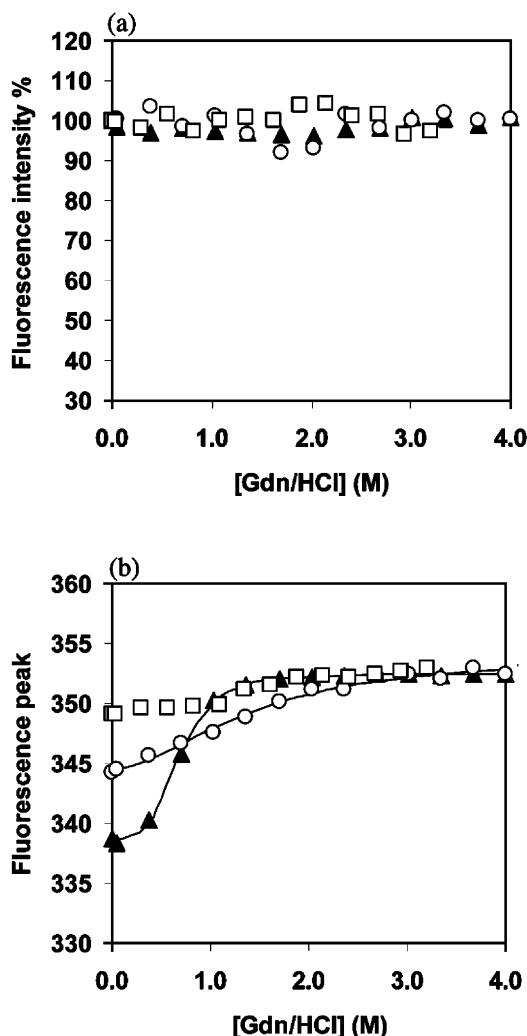 (a)
Fluorescence intensity %
120
110
100
90
80
70
60
50
40
30
0.0 1.0 2.0 3.0 4.0
[Gdn/HCl] (M)
(b)
Fluorescence peak
360
355
350
345
340
335
330
0.0 1.0 2.0 3.0 4.0
[Gdn/HCl] (M)